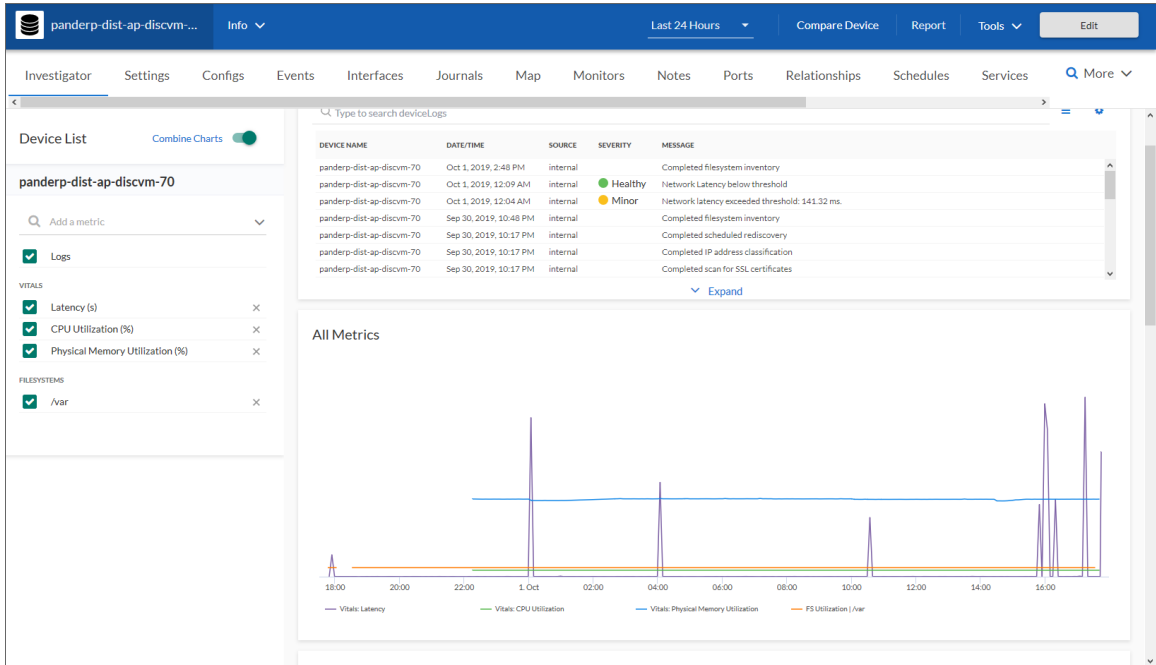 panderp-dist-ap-discvm-... Info Last 24 Hours Compare Device Report Tools Edit
Investigator Settings Configs Events Interfaces Journals Map Monitors Notes Ports Relationships Schedules Services More
Type to search deviceLogs
Device List Combine Charts
panderp-dist-ap-discvm-70
Add a metric
Logs
VITALS
Latency (s)
CPU Utilization (%)
Physical Memory Utilization (%)
FILESYSTEMS
/var
DEVICE NAME DATE/TIME SOURCE SEVERITY MESSAGE
panderp-dist-ap-discvm-70 Oct 1, 2019, 2:48 PM internal Completed filesystem inventory
panderp-dist-ap-discvm-70 Oct 1, 2019, 12:09 AM internal Healthy Network Latency below threshold
panderp-dist-ap-discvm-70 Oct 1, 2019, 12:04 AM internal Minor Network latency exceeded threshold: 141.32 ms.
panderp-dist-ap-discvm-70 Sep 30, 2019, 10:48 PM internal Completed filesystem inventory
panderp-dist-ap-discvm-70 Sep 30, 2019, 10:17 PM internal Completed scheduled rediscovery
panderp-dist-ap-discvm-70 Sep 30, 2019, 10:17 PM internal Completed IP address classification
panderp-dist-ap-discvm-70 Sep 30, 2019, 10:17 PM internal Completed scan for SSL certificates
Expand
All Metrics
18:00 20:00 22:00 1. Oct 02:00 04:00 06:00 08:00 10:00 12:00 14:00 16:00
Vitals: Latency Vitals: CPU Utilization Vitals: Physical Memory Utilization FS Utilization | /var